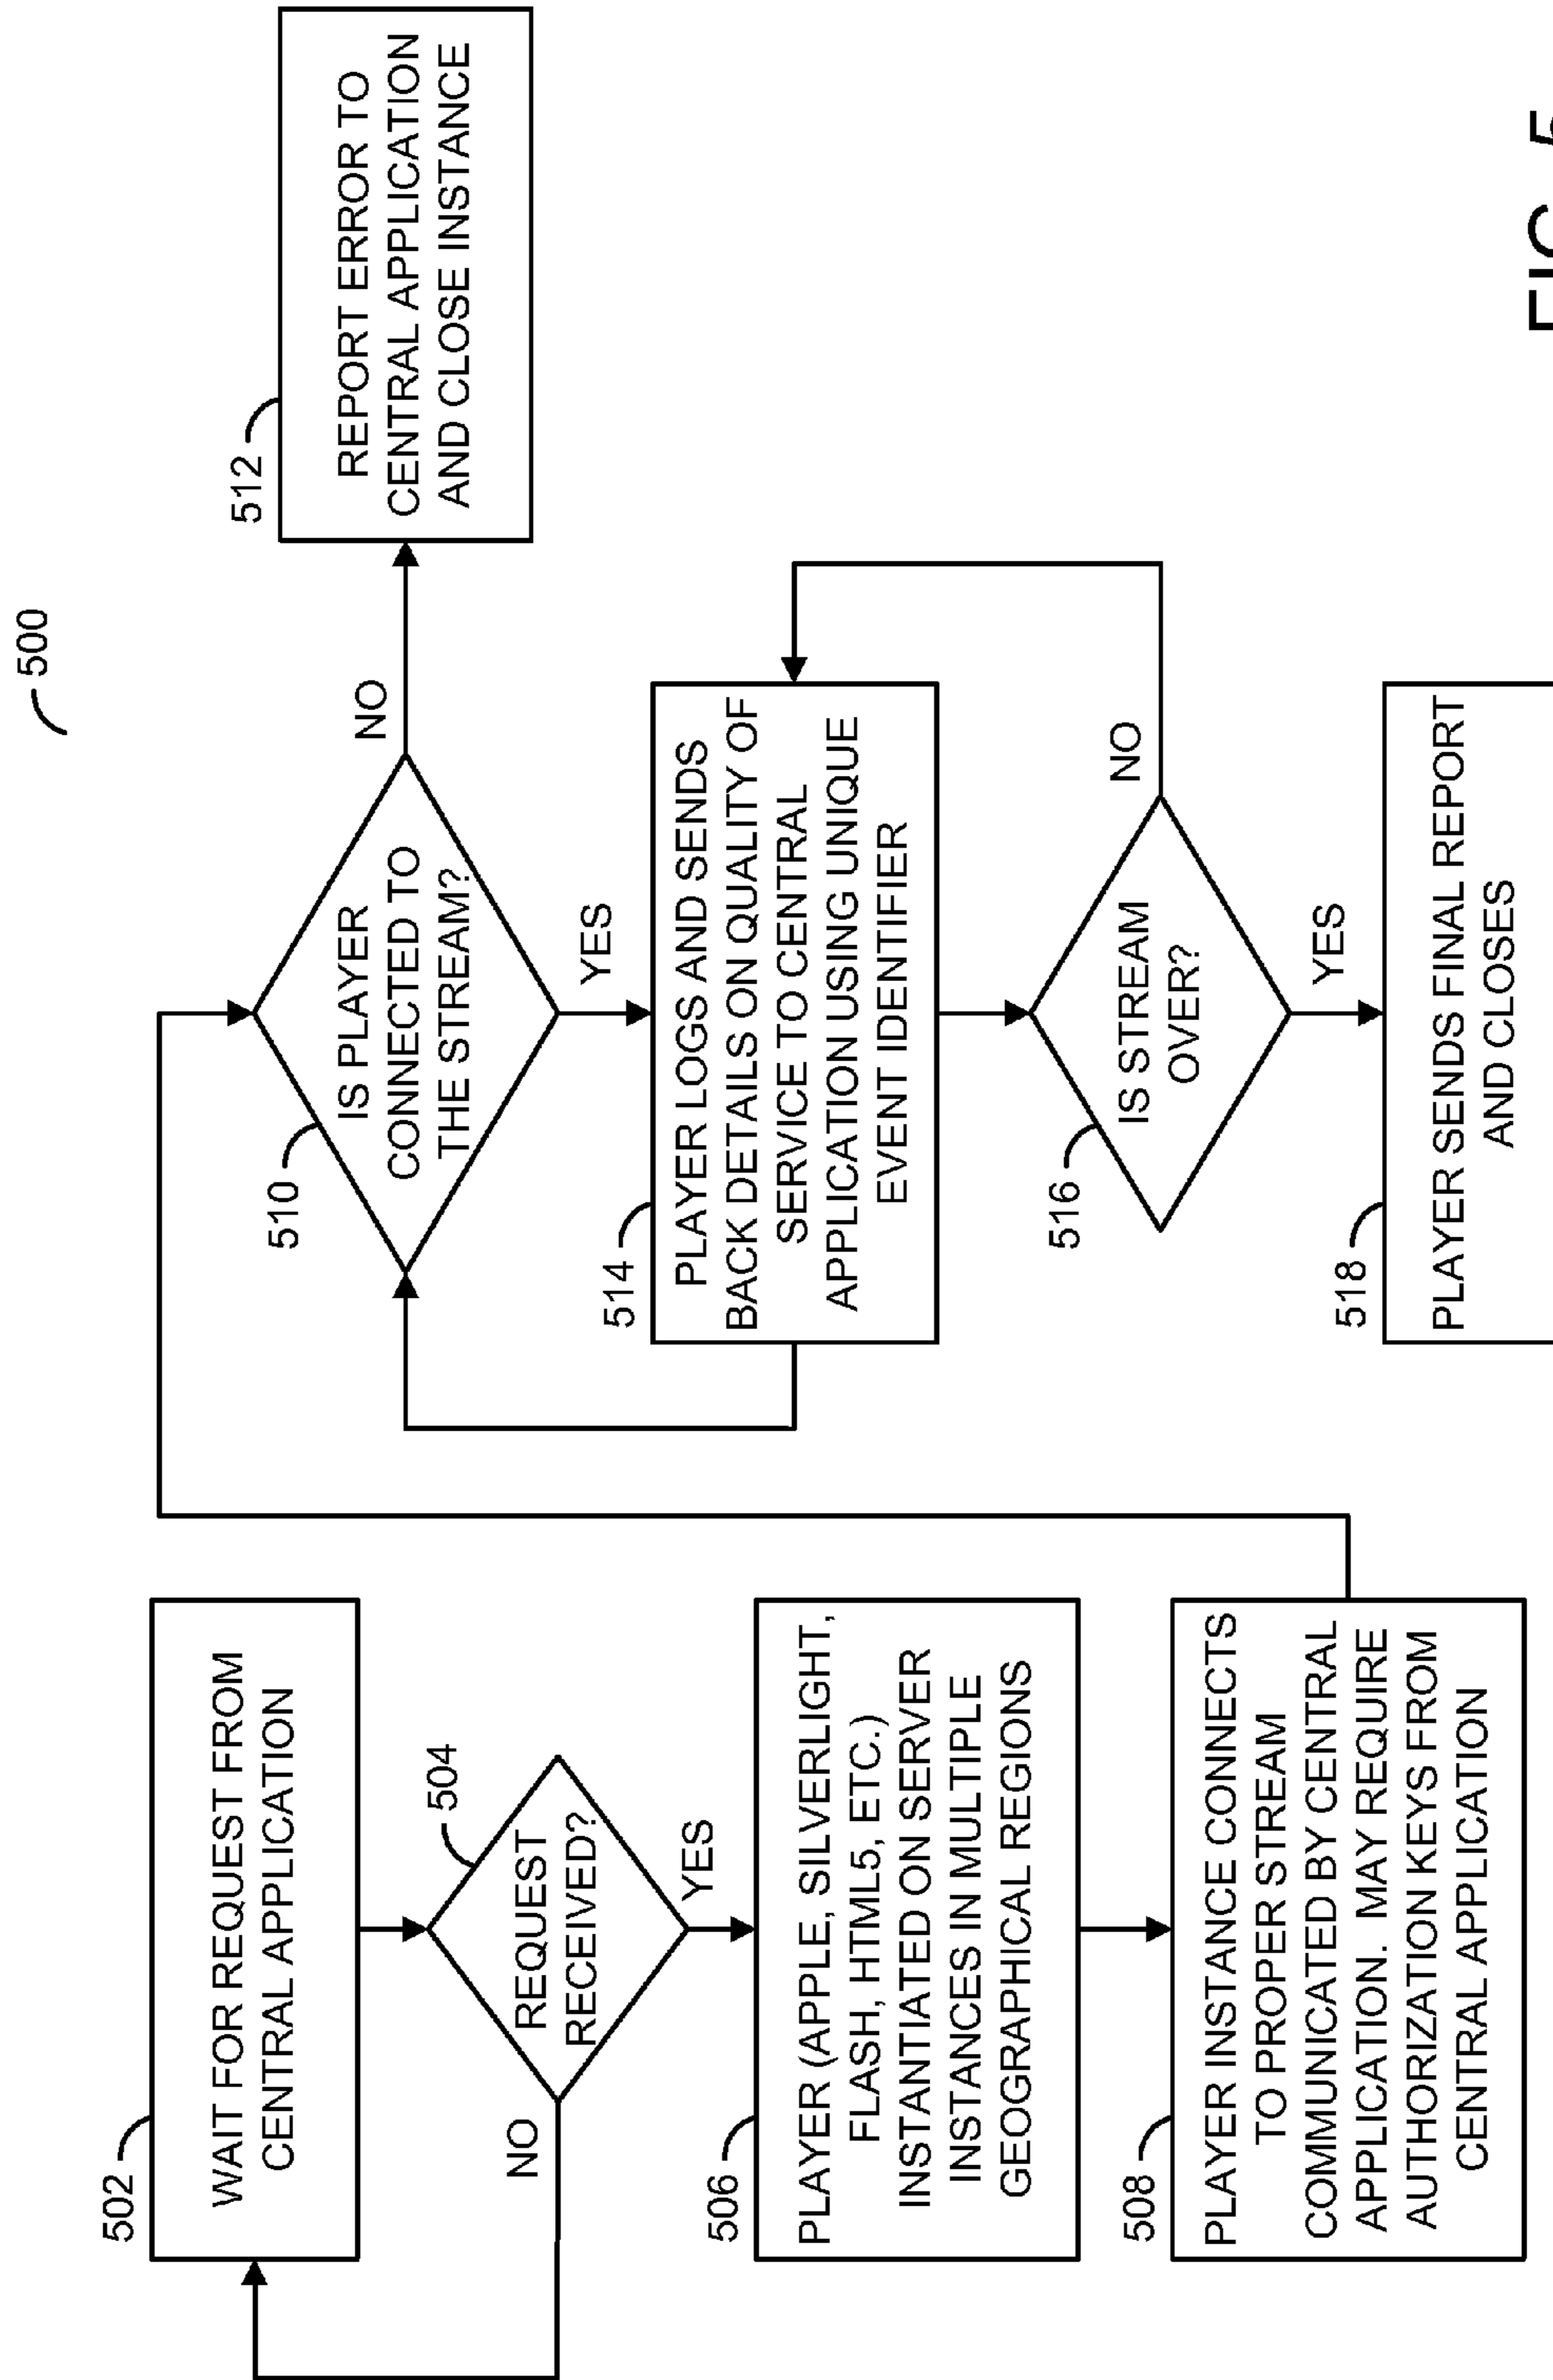 500
502
WAIT FOR REQUEST FROM
CENTRAL APPLICATION
504
REQUEST
RECEIVED?
NO
YES
506
PLAYER (APPLE, SILVERLIGHT,
FLASH, HTML5, ETC.)
INSTANTIATED ON SERVER
INSTANCES IN MULTIPLE
GEOGRAPHICAL REGIONS
508
PLAYER INSTANCE CONNECTS
TO PROPER STREAM
COMMUNICATED BY CENTRAL
APPLICATION. MAY REQUIRE
AUTHORIZATION KEYS FROM
CENTRAL APPLICATION
510
IS PLAYER
CONNECTED TO
THE STREAM?
NO
YES
512
REPORT ERROR TO
CENTRAL APPLICATION
AND CLOSE INSTANCE
514
PLAYER LOGS AND SENDS
BACK DETAILS ON QUALITY OF
SERVICE TO CENTRAL
APPLICATION USING UNIQUE
EVENT IDENTIFIER
516
IS STREAM
OVER?
NO
YES
518
PLAYER SENDS FINAL REPORT
AND CLOSES